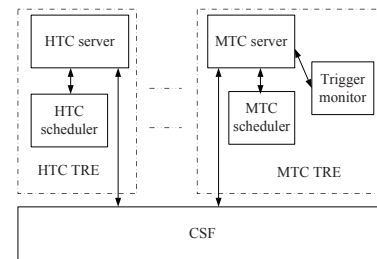 HTC server
HTC
scheduler
HTC TRE
MTC server
MTC
scheduler
Trigger
monitor
MTC TRE
CSF